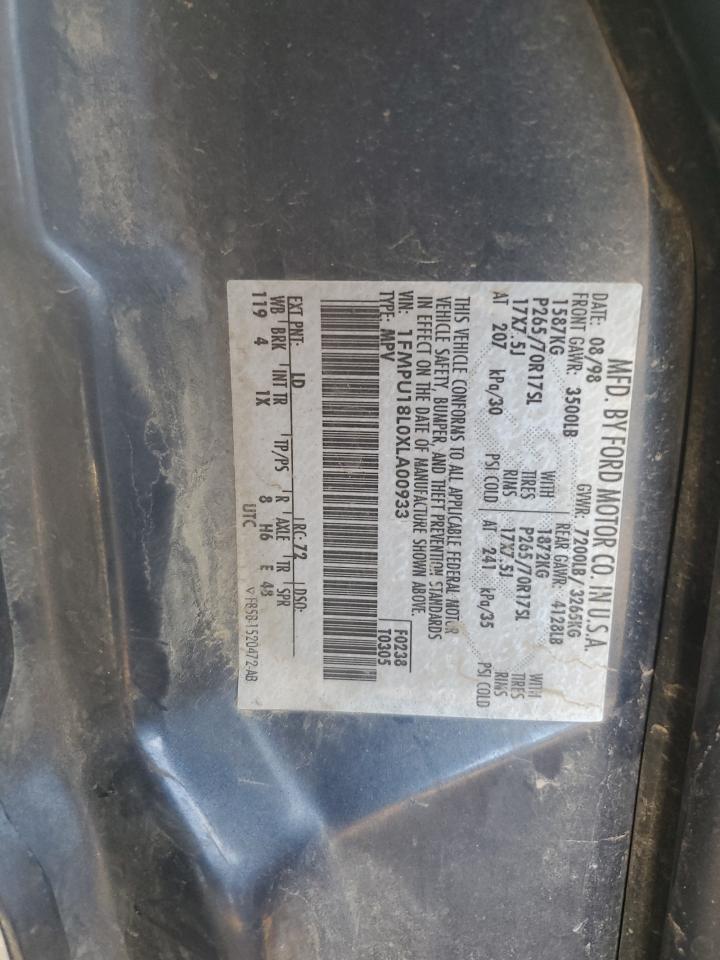 MFD. BY FORD MOTOR CO. IN U.S.A.
DATE: 08/98 GVWR: 7200LB/ 3265KG
FRONT GAWR: 3500LB REAR GAWR: 4128LB
1587KG WITH 1872KG WITH
P265/70R17SL TIRES P265/70R17SL TIRES
17X7.5J RIMS 17X7.5J RIMS
AT 207 kPa/30 PSI COLD AT 241 kPa/35 PSI COLD
THIS VEHICLE CONFORMS TO ALL APPLICABLE FEDERAL MOTOR
VEHICLE SAFETY, BUMPER, AND THEFT PREVENTION STANDARDS
IN EFFECT ON THE DATE OF MANUFACTURE SHOWN ABOVE.
VIN: 1FMPU18L0XLA00933 F0238
TYPE: MPV T0305
EXT PNT: LD RC: 72 DSO:
WB BRK INT TR TP/PS R AXLE TR SPR
119 4 1X 8 H6 E 48
UTC
F85B-1520472-AB